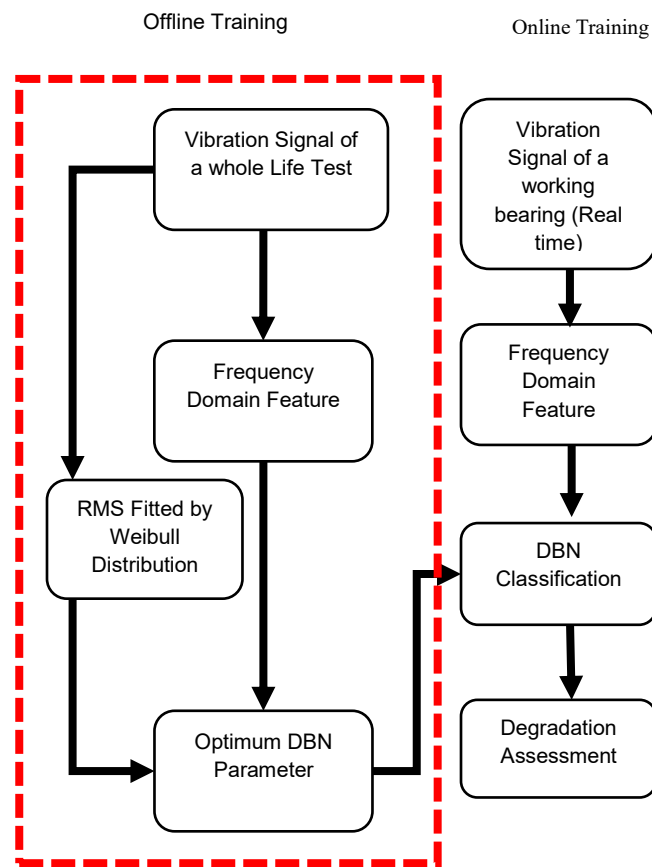 Offline Training
Online Training
Vibration Signal of
a whole Life Test
Frequency
Domain Feature
RMS Fitted by
Weibull
Distribution
Optimum DBN
Parameter
Vibration
Signal of a
working
bearing (Real
time)
Frequency
Domain
Feature
DBN
Classification
Degradation
Assessment